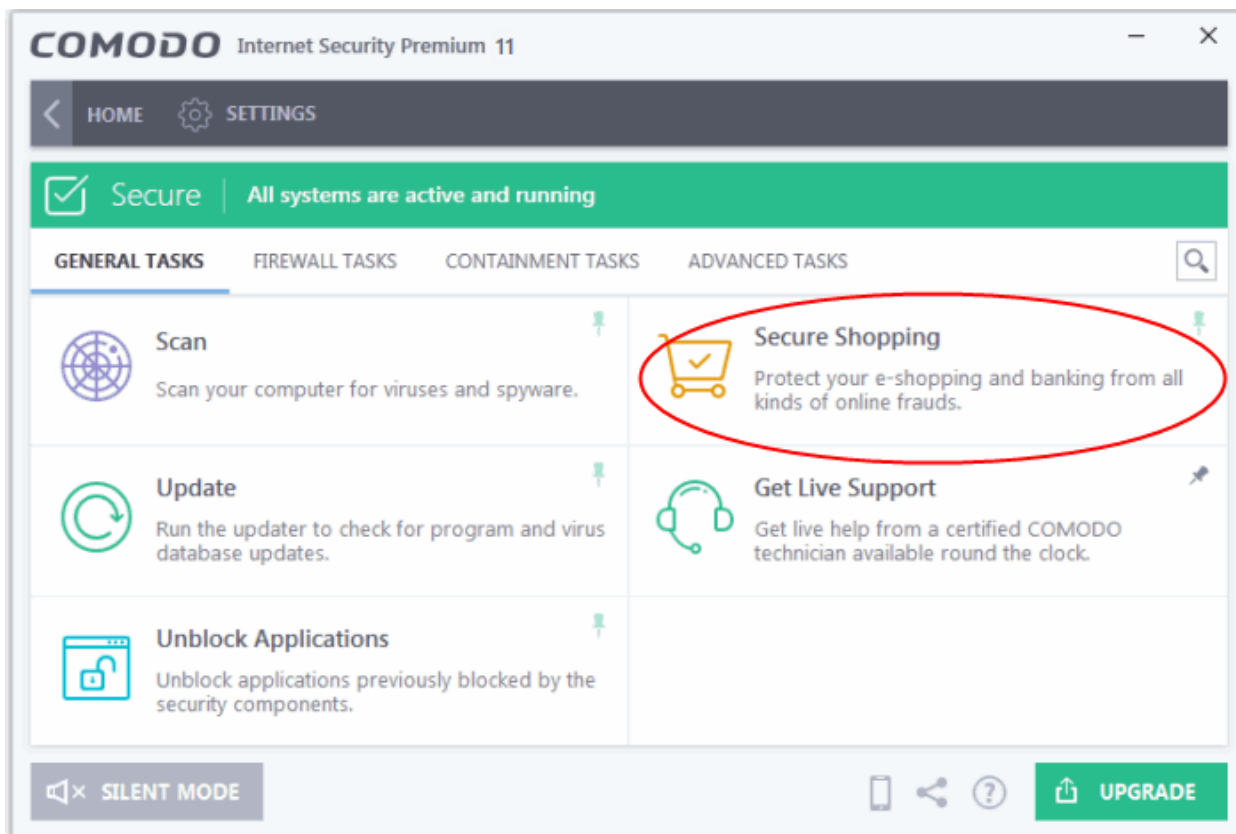 COMODO Internet Security Premium 11
HOME SETTINGS
Secure All systems are active and running
GENERAL TASKS FIREWALL TASKS CONTAINMENT TASKS ADVANCED TASKS
Scan
Scan your computer for viruses and spyware.
Secure Shopping
Protect your e-shopping and banking from all
kinds of online frauds.
Update
Run the updater to check for program and virus
database updates.
Get Live Support
Get live help from a certified COMODO
technician available round the clock.
Unblock Applications
Unblock applications previously blocked by the
security components.
SILENT MODE
? UPGRADE